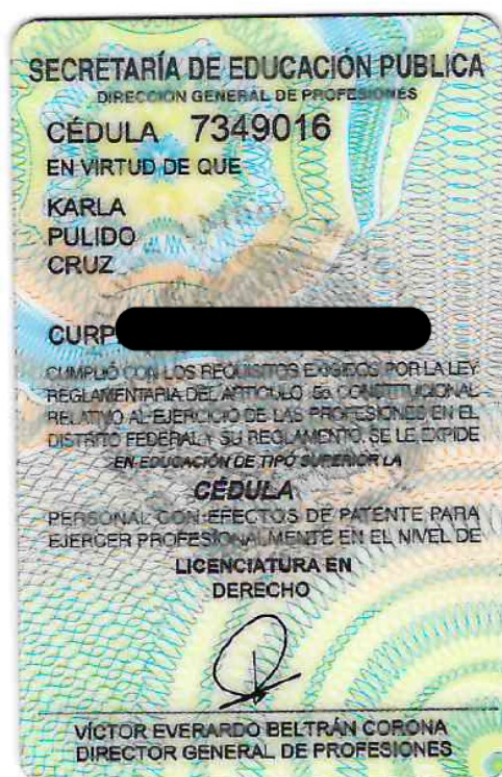 SECRETARÍA DE EDUCACIÓN PÚBLICA
DIRECCIÓN GENERAL DE PROFESIONES
CÉDULA 7349016
EN VIRTUD DE QUE
KARLA
PULIDO
CRUZ
CURP
CUMPLIÓ CON LOS REQUISITOS EXIGIDOS POR LA LEY
REGLAMENTARIA DEL ARTÍCULO 5o. CONSTITUCIONAL
RELATIVO AL EJERCICIO DE LAS PROFESIONES EN EL
DISTRITO FEDERAL Y SU REGLAMENTO, SE LE EXPIDE
EN EDUCACIÓN DE TIPO SUPERIOR LA
CÉDULA
PERSONAL CON EFECTOS DE PATENTE PARA
EJERCER PROFESIONALMENTE EN EL NIVEL DE
LICENCIATURA EN
DERECHO
VÍCTOR EVERARDO BELTRÁN CORONA
DIRECTOR GENERAL DE PROFESIONES